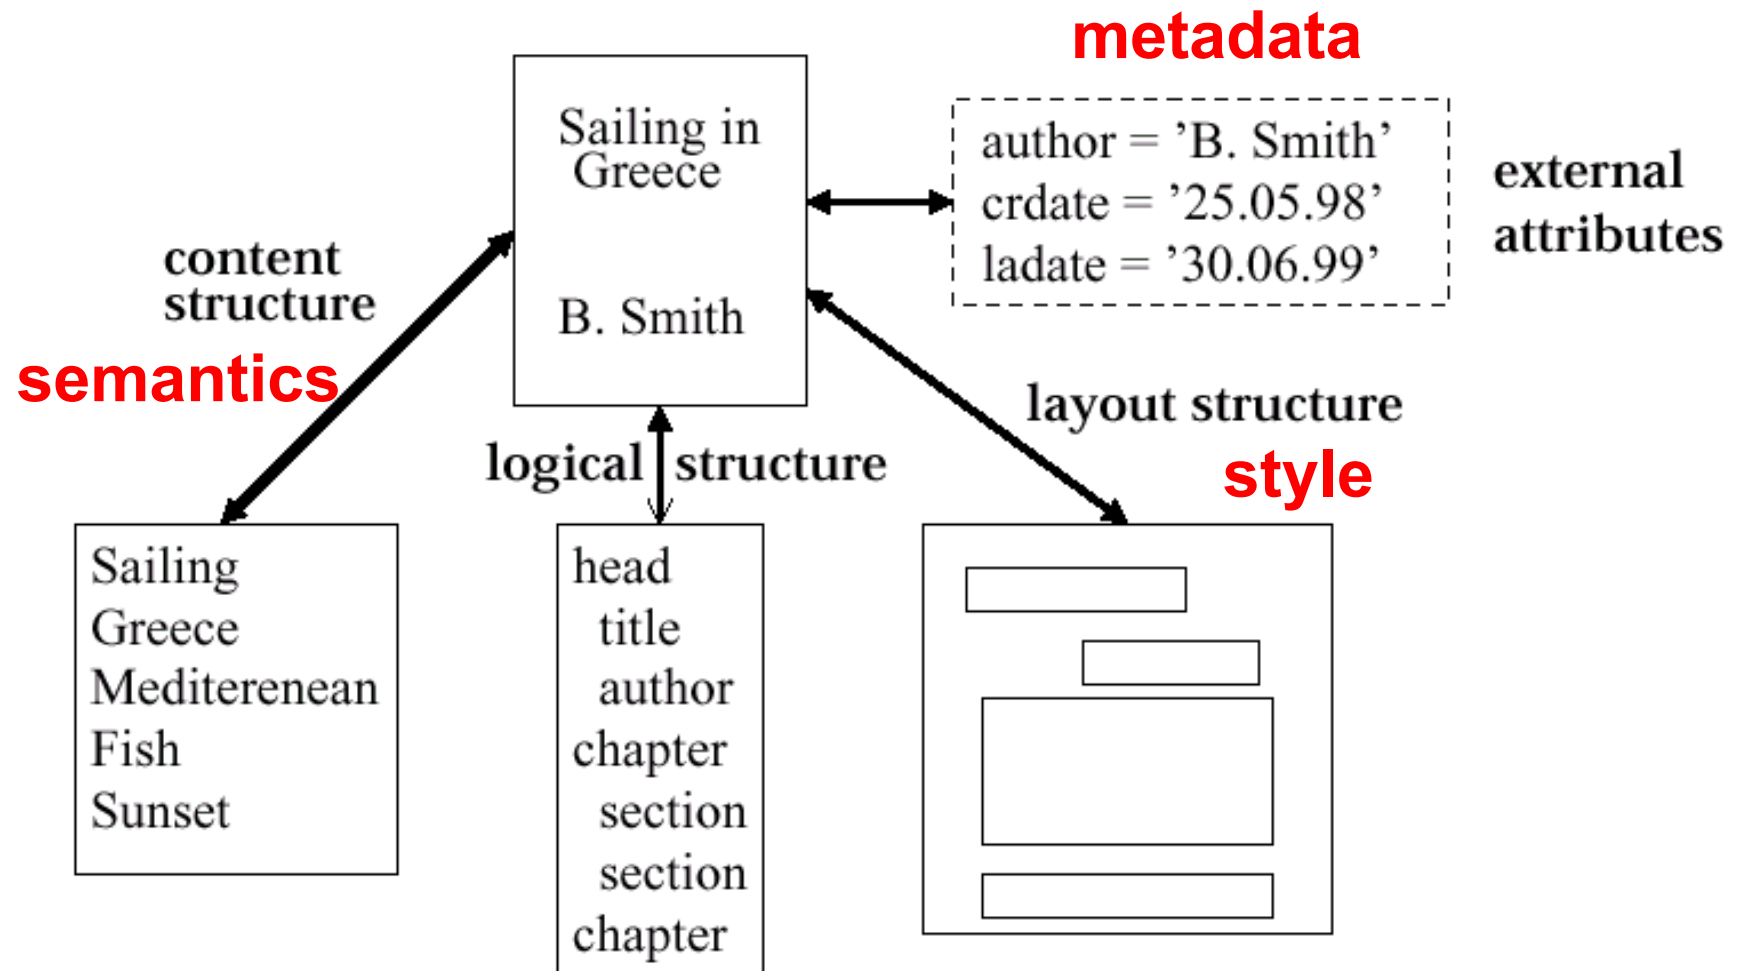 metadata
Sailing in
Greece
B. Smith
author = ’B. Smith’
crdate = ’25.05.98’
ladate = ’30.06.99’
external
attributes
content
structure
semantics
logical structure
layout structure
style
Sailing
Greece
Mediterenean
Fish
Sunset
head
title
author
chapter
section
section
chapter